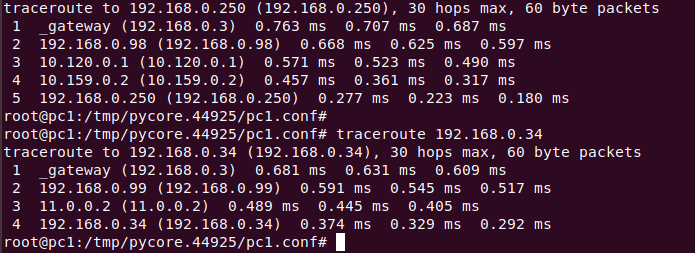 traceroute to 192.168.0.250 (192.168.0.250), 30 hops max, 60 byte packets
 1  _gateway (192.168.0.3)  0.763 ms  0.707 ms  0.687 ms
 2  192.168.0.98 (192.168.0.98)  0.668 ms  0.625 ms  0.597 ms
 3  10.120.0.1 (10.120.0.1)  0.571 ms  0.523 ms  0.490 ms
 4  10.159.0.2 (10.159.0.2)  0.457 ms  0.361 ms  0.317 ms
 5  192.168.0.250 (192.168.0.250)  0.277 ms  0.223 ms  0.180 ms
root@pc1:/tmp/pycore.44925/pc1.conf#
root@pc1:/tmp/pycore.44925/pc1.conf# traceroute 192.168.0.34
traceroute to 192.168.0.34 (192.168.0.34), 30 hops max, 60 byte packets
 1  _gateway (192.168.0.3)  0.681 ms  0.631 ms  0.609 ms
 2  192.168.0.99 (192.168.0.99)  0.591 ms  0.545 ms  0.517 ms
 3  11.0.0.2 (11.0.0.2)  0.489 ms  0.445 ms  0.405 ms
 4  192.168.0.34 (192.168.0.34)  0.374 ms  0.329 ms  0.292 ms
root@pc1:/tmp/pycore.44925/pc1.conf#